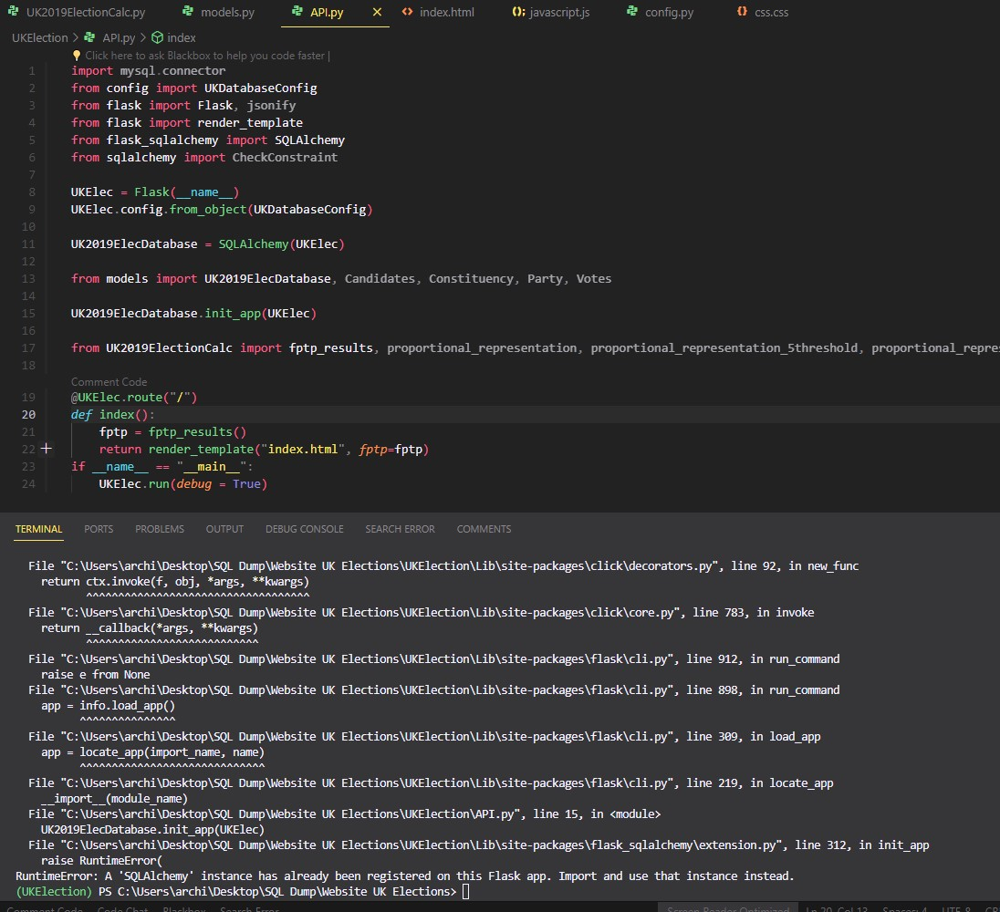 UK2019ElectionCalc.py models.py API.py × index.html javascript.js config.py css.css
UKElection > API.py > index
Click here to ask Blackbox to help you code faster |
1 import mysql.connector
2 from config import UKDatabaseConfig
3 from flask import Flask, jsonify
4 from flask import render_template
5 from flask_sqlalchemy import SQLAlchemy
6 from sqlalchemy import CheckConstraint
7
8 UKElec = Flask(__name__)
9 UKElec.config.from_object(UKDatabaseConfig)
10
11 UK2019ElecDatabase = SQLAlchemy(UKElec)
12
13 from models import UK2019ElecDatabase, Candidates, Constituency, Party, Votes
14
15 UK2019ElecDatabase.init_app(UKElec)
16
17 from UK2019ElectionCalc import fptp_results, proportional_representation, proportional_representation_5threshold, proportional_repres
18
Comment Code
19 @UKElec.route("/")
20 def index():
21 fptp = fptp_results()
22 return render_template("index.html", fptp=fptp)
23 if __name__ == "__main__":
24 UKElec.run(debug = True)
TERMINAL PORTS PROBLEMS OUTPUT DEBUG CONSOLE SEARCH ERROR COMMENTS
File "C:\Users\archi\Desktop\SQL Dump\Website UK Elections\UKElection\Lib\site-packages\click\decorators.py", line 92, in new_func
return ctx.invoke(f, obj, *args, **kwargs)
^^^^^^^^^^^^^^^^^^^^^^^^^^^^^^^^^^^
File "C:\Users\archi\Desktop\SQL Dump\Website UK Elections\UKElection\Lib\site-packages\click\core.py", line 783, in invoke
return __callback(*args, **kwargs)
^^^^^^^^^^^^^^^^^^^^^^^^^^^
File "C:\Users\archi\Desktop\SQL Dump\Website UK Elections\UKElection\Lib\site-packages\flask\cli.py", line 912, in run_command
raise e from None
File "C:\Users\archi\Desktop\SQL Dump\Website UK Elections\UKElection\Lib\site-packages\flask\cli.py", line 898, in run_command
app = info.load_app()
^^^^^^^^^^^^^^^
File "C:\Users\archi\Desktop\SQL Dump\Website UK Elections\UKElection\Lib\site-packages\flask\cli.py", line 309, in load_app
app = locate_app(import_name, name)
^^^^^^^^^^^^^^^^^^^^^^^^^^^^^
File "C:\Users\archi\Desktop\SQL Dump\Website UK Elections\UKElection\Lib\site-packages\flask\cli.py", line 219, in locate_app
__import__(module_name)
File "C:\Users\archi\Desktop\SQL Dump\Website UK Elections\UKElection\API.py", line 15, in <module>
UK2019ElecDatabase.init_app(UKElec)
File "C:\Users\archi\Desktop\SQL Dump\Website UK Elections\UKElection\Lib\site-packages\flask_sqlalchemy\extension.py", line 312, in init_app
raise RuntimeError(
RuntimeError: A 'SQLAlchemy' instance has already been registered on this Flask app. Import and use that instance instead.
(UKElection) PS C:\Users\archi\Desktop\SQL Dump\Website UK Elections>
Comment Code Code Chat Blackbox Search Error Screen Reader Optimized Ln 20, Col 13 Spaces: 4 UTF-8